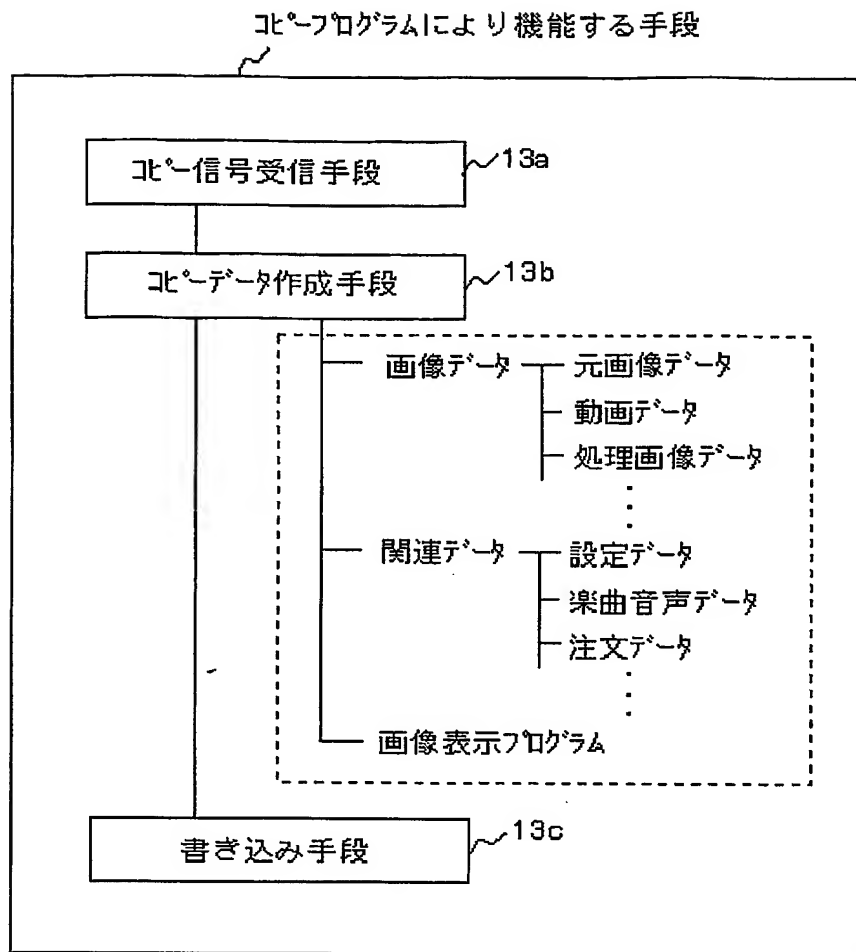 コピープログラムにより機能する手段
コピー信号受信手段 13a
コピーデータ作成手段 13b
画像データ 元画像データ
動画データ
処理画像データ
関連データ 設定データ
楽曲音声データ
注文データ
画像表示プログラム
書き込み手段 13c